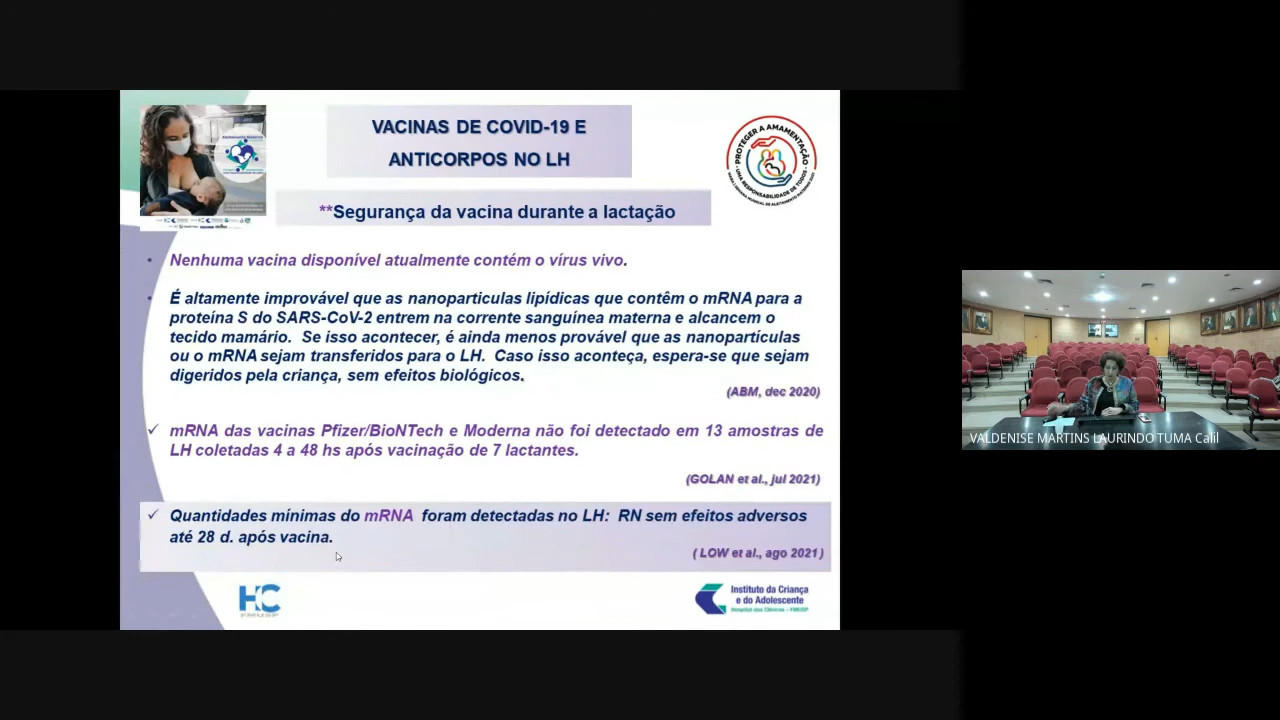 VACINAS DE COVID-19 E
ANTICORPOS NO LH
PROTEGER A AMAMENTAÇÃO
UMA RESPONSABILIDADE DE TODOS
**Segurança da vacina durante a lactação
• Nenhuma vacina disponível atualmente contém o vírus vivo.
• É altamente improvável que as nanoparticulas lipídicas que contêm o mRNA para a
proteína S do SARS-CoV-2 entrem na corrente sanguínea materna e alcancem o
tecido mamário. Se isso acontecer, é ainda menos provável que as nanopartículas
ou o mRNA sejam transferidos para o LH. Caso isso aconteça, espera-se que sejam
digeridos pela criança, sem efeitos biológicos.
(ABM, dec 2020)
✓ mRNA das vacinas Pfizer/BioNTech e Moderna não foi detectado em 13 amostras de
LH coletadas 4 a 48 hs após vacinação de 7 lactantes.
(GOLAN et al., jul 2021)
✓ Quantidades mínimas do mRNA foram detectadas no LH: RN sem efeitos adversos
até 28 d. após vacina.
( LOW et al., ago 2021)
HC
Instituto da Criança
e do Adolescente
Hospital das Clínicas - FMUSP
VALDENISE MARTINS LAURINDO TUMA Calil